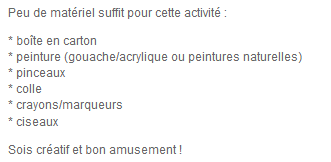 Peu de matériel suffit pour cette activité :
* boîte en carton
* peinture (gouache/acrylique ou peintures naturelles)
* pinceaux
* colle
* crayons/marqueurs
* ciseaux
Sois créatif et bon amusement !